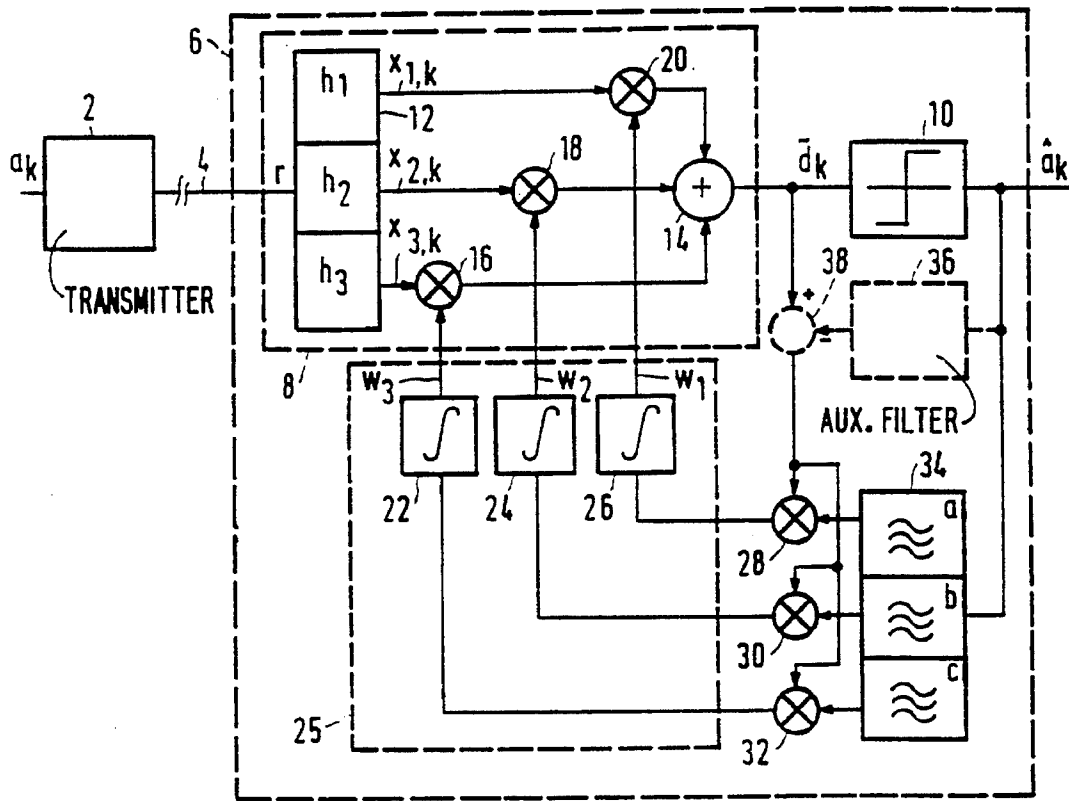 6
2
a_k
TRANSMITTER
4
r
h1
h2
h3
x1,k
12
x2,k
x3,k
20
18
16
14
+
8
d̄k
10
âk
38
+
-
36
AUX. FILTER
w3
w2
w1
22
24
26
25
28
30
32
34
a
b
c